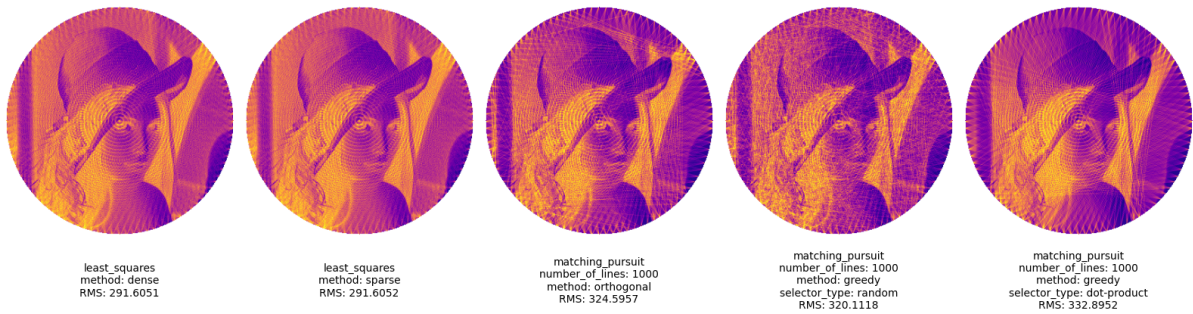 least_squares
method: dense
RMS: 291.6051
least_squares
method: sparse
RMS: 291.6052
matching_pursuit
number_of_lines: 1000
method: orthogonal
RMS: 324.5957
matching_pursuit
number_of_lines: 1000
method: greedy
selector_type: random
RMS: 320.1118
matching_pursuit
number_of_lines: 1000
method: greedy
selector_type: dot-product
RMS: 332.8952